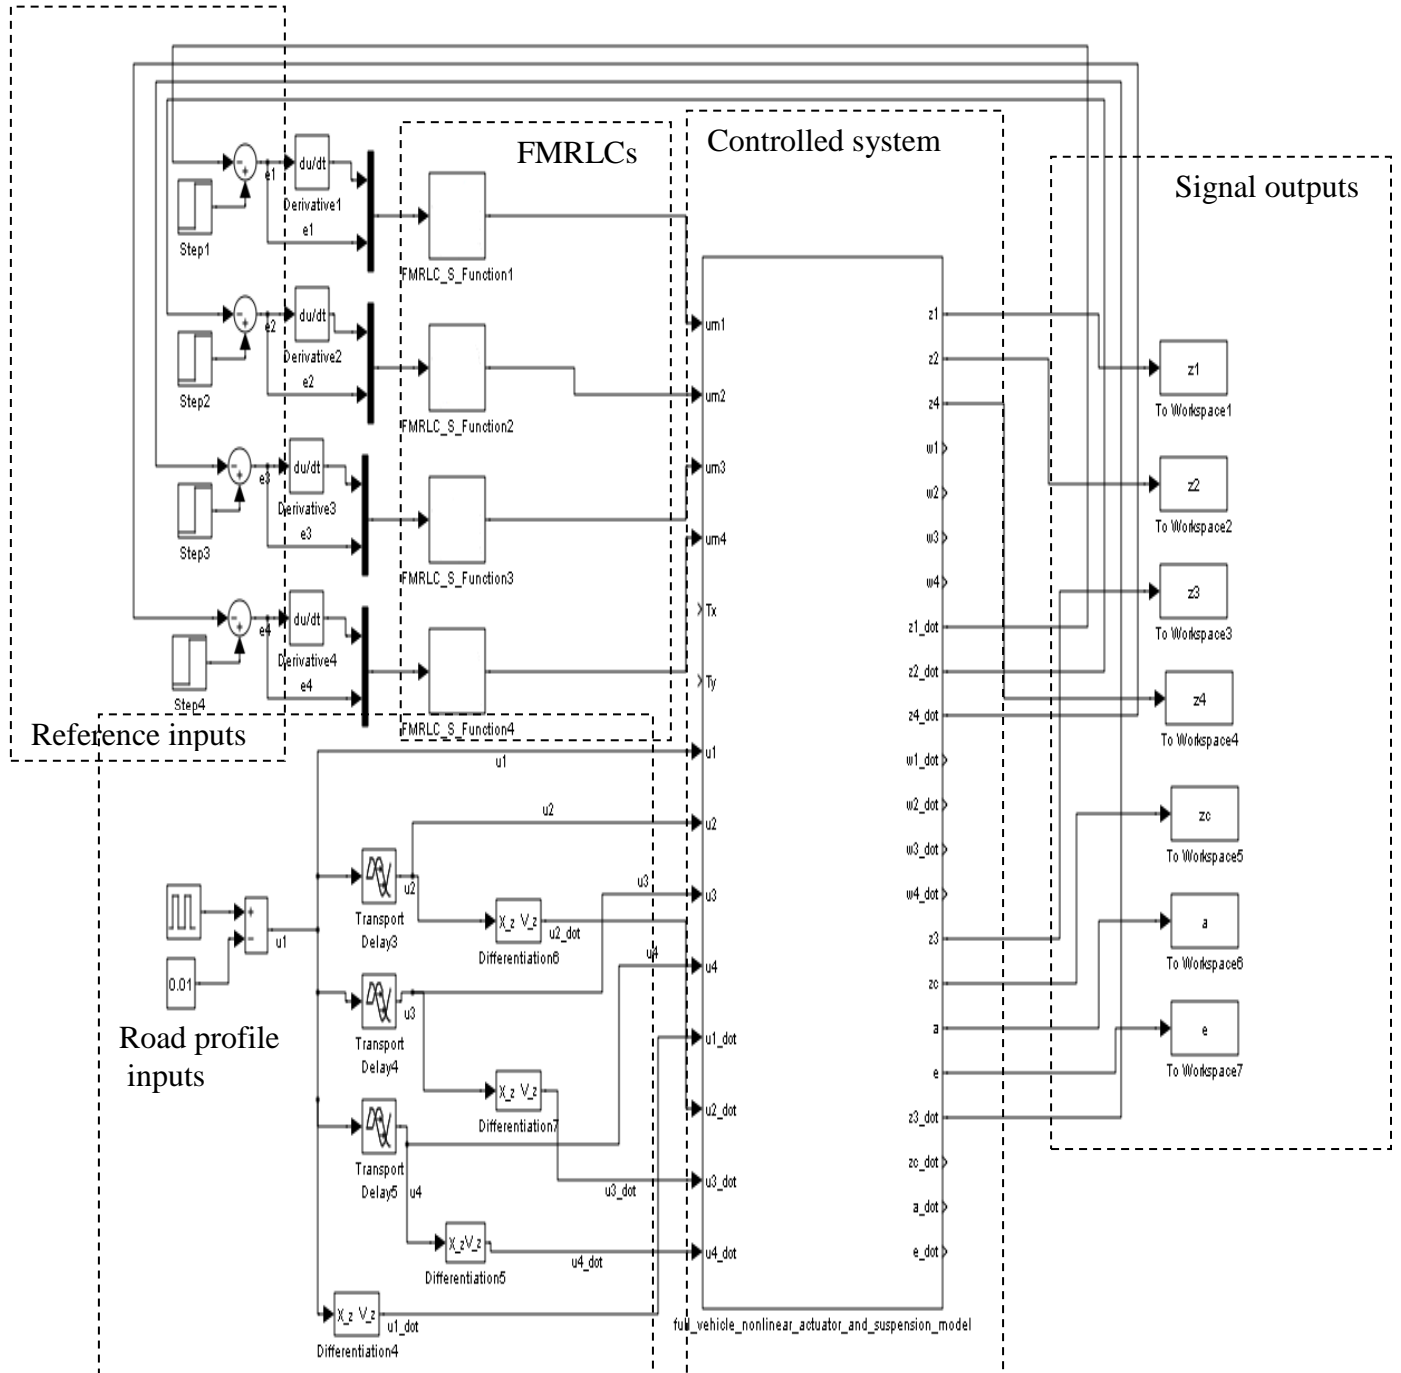 FMRLCs
Controlled system
Signal outputs
Reference inputs
Road profile
inputs
e1
du/dt
Derivative1
e1
Step1
FMRLC_S_Function1
e2
du/dt
Derivative2
e2
Step2
FMRLC_S_Function2
e3
du/dt
Derivative3
e3
Step3
FMRLC_S_Function3
e4
du/dt
Derivative4
e4
Step4
FMRLC_S_Function4
um1
um2
um3
um4
Tx
Ty
u1
u2
u3
u4
u1_dot
u2_dot
u3_dot
u4_dot
z1
z2
z4
w1
w2
w3
w4
z1_dot
z2_dot
z4_dot
w1_dot
w2_dot
w3_dot
w4_dot
z3
zc
a
e
z3_dot
zc_dot
a_dot
e_dot
full_vehicle_nonlinear_actuator_and_suspension_model
z1
To Workspace1
z2
To Workspace2
z3
To Workspace3
z4
To Workspace4
zc
To Workspace5
a
To Workspace6
e
To Workspace7
u1
u2
u3
u4
0.01
+
−
u1
Transport
Delay3
u2
X_z V_z
u2_dot
Differentiation6
Transport
Delay4
u3
X_z V_z
Differentiation7
u3_dot
Transport
Delay5
u4
X_zV_z
Differentiation5
u4_dot
X_z V_z
u1_dot
Differentiation4